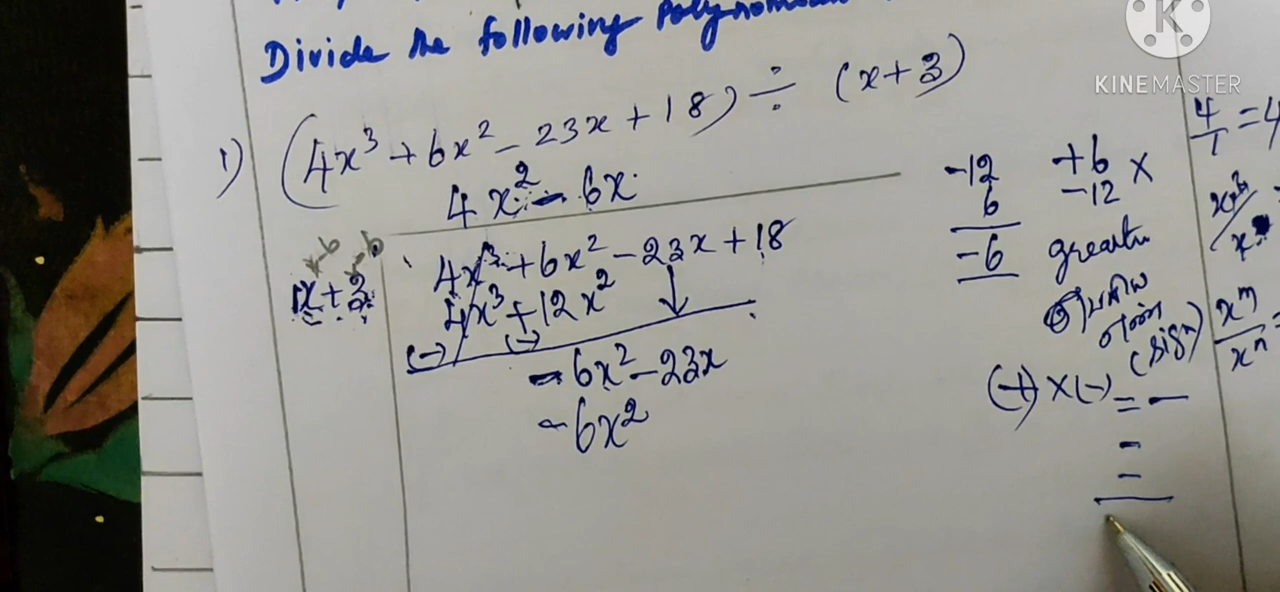 Divide the following
K
KINEMASTER
1) (4x³ + 6x² - 23x + 18) ÷ (x+3)
4x² - 6x
x+3
4x³ + 6x² - 23x + 18
4x³ + 12x²
(-) (-)
- 6x² - 23x
- 6x²
-12
6
-6
+6 ×
-12
greater
(sign)
(+) × (-) = -
-
-
4/1 = 4
xᵐ/xⁿ =